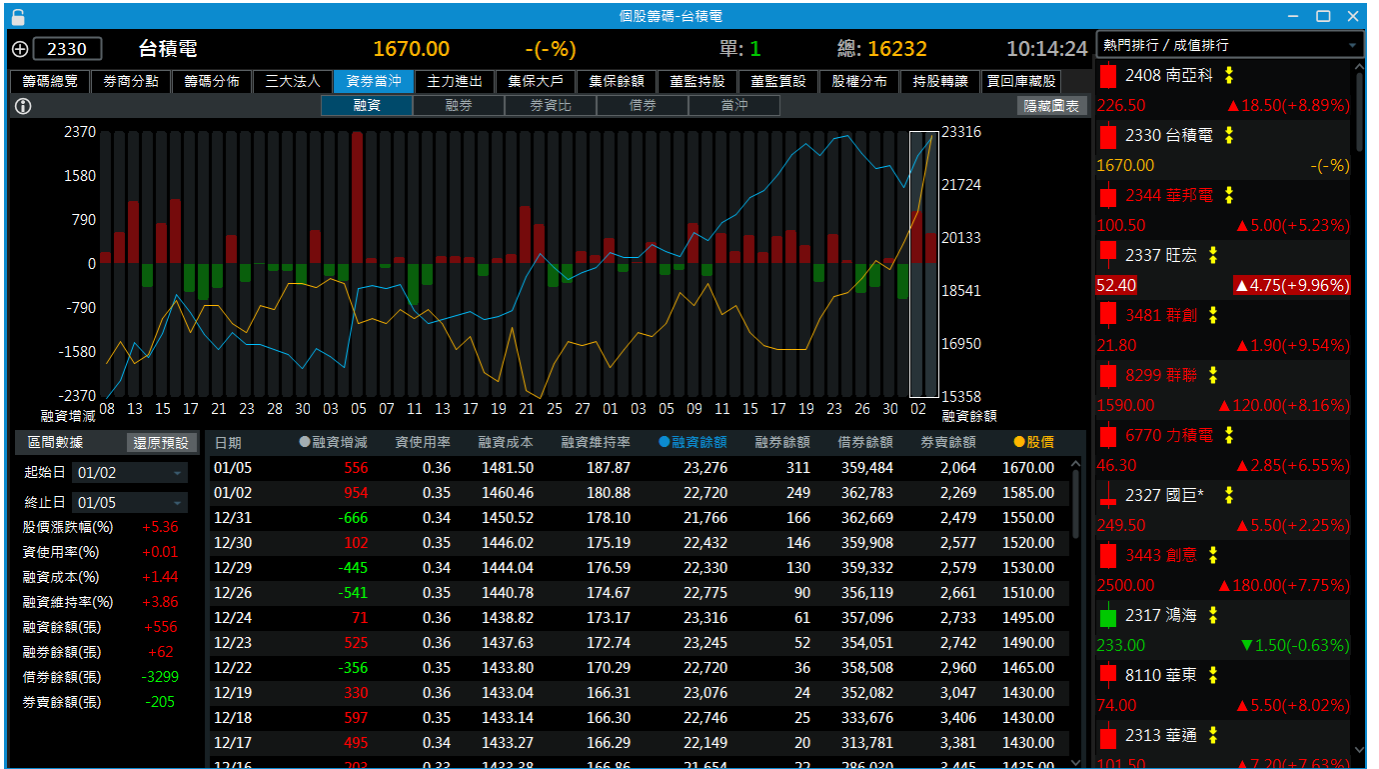 個股籌碼-台積電
2330 台積電 1670.00 -(-%) 單: 1 總: 16232 10:14:24
籌碼總覽 券商分點 籌碼分佈 三大法人 資券當沖 主力進出 集保大戶 集保餘額 董監持股 董監質設 股權分布 持股轉讓 買回庫藏股
融資 融券 券資比 借券 當沖 隱藏圖表
2370 23316
1580 21724
790 20133
0 18541
-790 16950
-1580 15358
-2370
融資增減 08 13 15 17 21 23 28 30 03 05 07 11 13 17 19 21 25 27 01 03 05 09 11 15 17 19 23 26 30 02 融資餘額
區間數據 還原預設
起始日 01/02
終止日 01/05
股價漲跌幅(%) +5.36
資使用率(%) +0.01
融資成本(%) +1.44
融資維持率(%) +3.86
融資餘額(張) +556
融券餘額(張) +62
借券餘額(張) -3299
券賣餘額(張) -205
日期 融資增減 資使用率 融資成本 融資維持率 融資餘額 融券餘額 借券餘額 券賣餘額 股價
01/05 556 0.36 1481.50 187.87 23,276 311 359,484 2,064 1670.00
01/02 954 0.35 1460.46 180.88 22,720 249 362,783 2,269 1585.00
12/31 -666 0.34 1450.52 178.10 21,766 166 362,669 2,479 1550.00
12/30 102 0.35 1446.02 175.19 22,432 146 359,908 2,577 1520.00
12/29 -445 0.34 1444.04 176.59 22,330 130 359,332 2,579 1530.00
12/26 -541 0.35 1440.78 174.67 22,775 90 356,119 2,661 1510.00
12/24 71 0.36 1438.82 173.17 23,316 61 357,096 2,733 1495.00
12/23 525 0.36 1437.63 172.74 23,245 52 354,051 2,742 1490.00
12/22 -356 0.35 1433.80 170.29 22,720 36 358,508 2,960 1465.00
12/19 330 0.36 1433.04 166.31 23,076 24 352,082 3,047 1430.00
12/18 597 0.35 1433.14 166.30 22,746 25 333,676 3,406 1430.00
12/17 495 0.34 1433.27 166.29 22,149 20 313,781 3,381 1430.00
12/16 203 0.33 1433.38 166.86 21,654 22 286,030 3,445 1435.00
熱門排行 / 成值排行
2408 南亞科
226.50 ▲18.50(+8.89%)
2330 台積電
1670.00 -(-%)
2344 華邦電
100.50 ▲5.00(+5.23%)
2337 旺宏
52.40 ▲4.75(+9.96%)
3481 群創
21.80 ▲1.90(+9.54%)
8299 群聯
1590.00 ▲120.00(+8.16%)
6770 力積電
46.30 ▲2.85(+6.55%)
2327 國巨*
249.50 ▲5.50(+2.25%)
3443 創意
2500.00 ▲180.00(+7.75%)
2317 鴻海
233.00 ▼1.50(-0.63%)
8110 華東
74.00 ▲5.50(+8.02%)
2313 華通
101.50 ▲7.20(+7.63%)